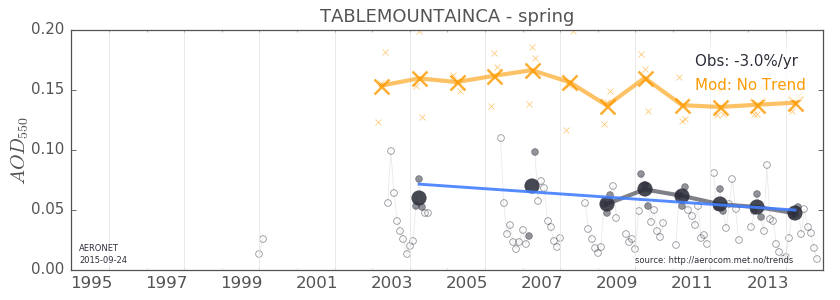 TABLEMOUNTAINCA - spring
0.20
0.15
0.10
0.05
0.00
AOD550
Obs: -3.0%/yr
Mod: No Trend
AERONET
2015-09-24
source: http://aerocom.met.no/trends
1995 1997 1999 2001 2003 2005 2007 2009 2011 2013